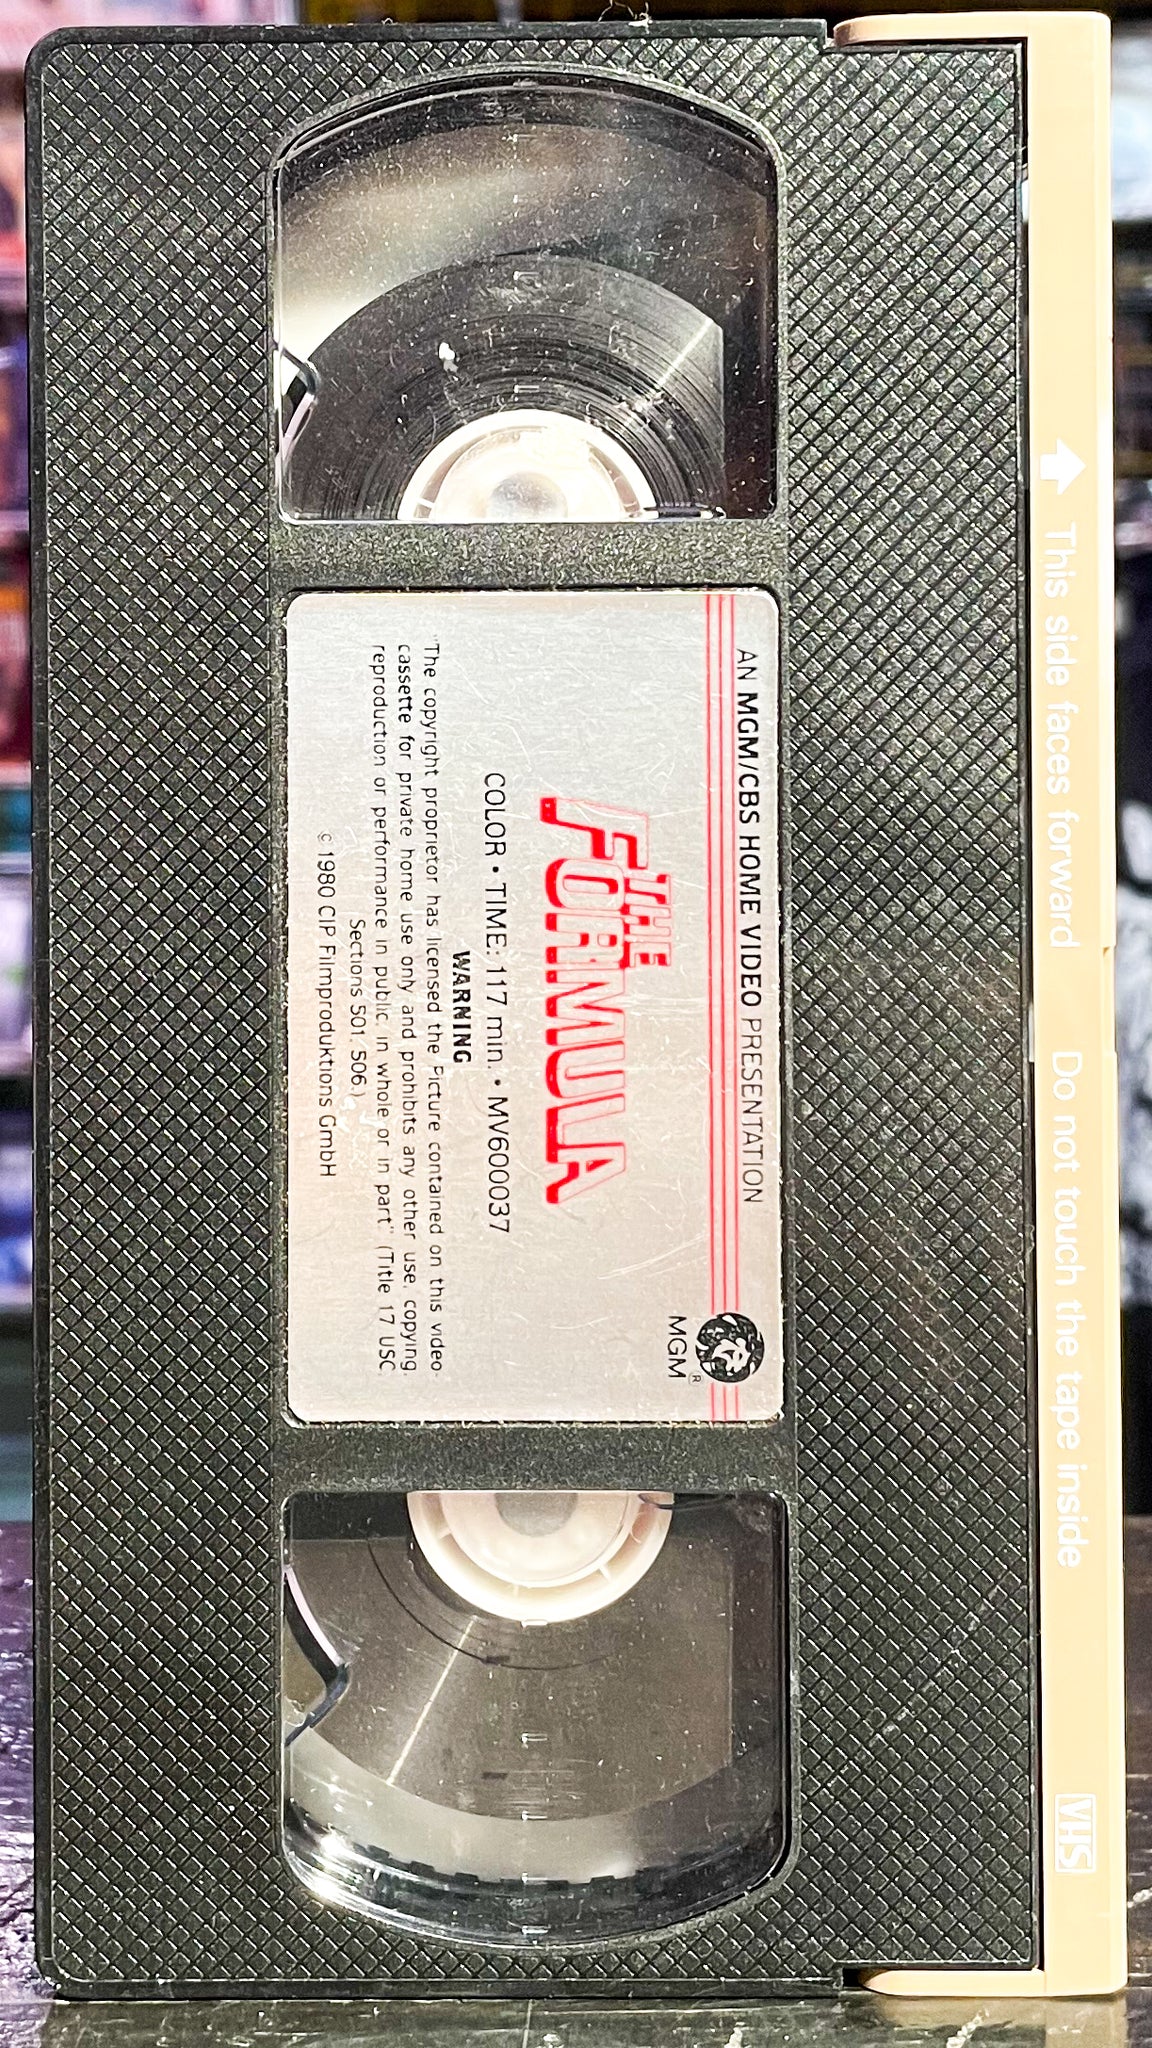 This side faces forward Do not touch the tape inside VHS
AN MGM/CBS HOME VIDEO PRESENTATION
MGM ®
THE
FORMULA
COLOR • TIME: 117 min. • MV600037
WARNING
"The copyright proprietor has licensed the Picture contained on this video-
cassette for private home use only and prohibits any other use, copying,
reproduction or performance in public, in whole or in part" (Title 17 USC
Sections 501, 506.)
© 1980 CIP Filmproduktions GmbH